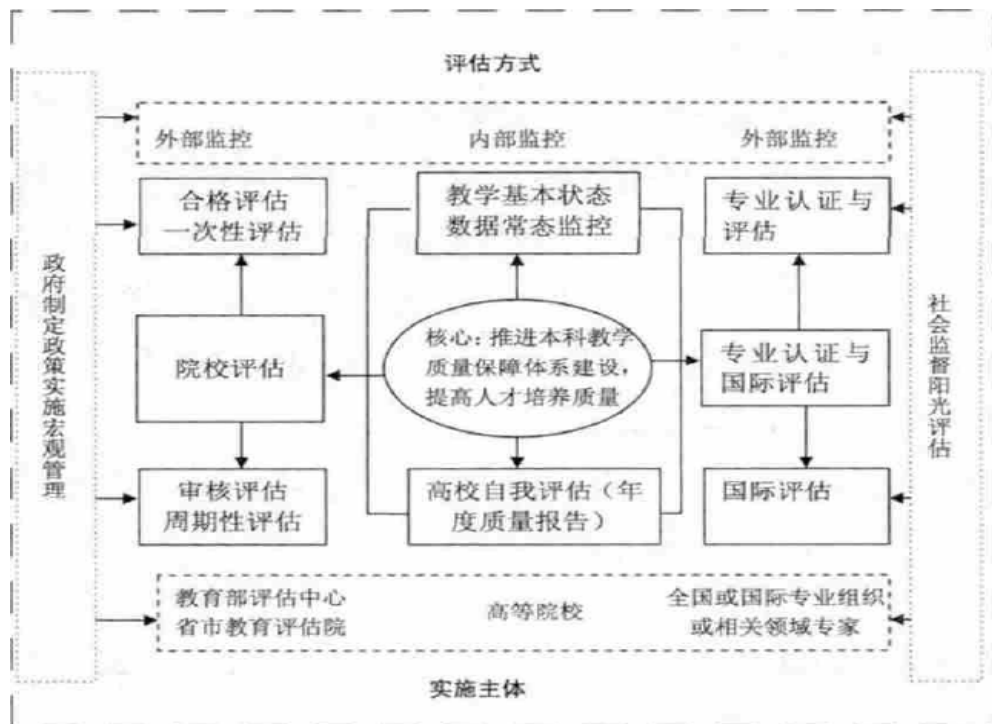 评估方式
外部监控
内部监控
外部监控
合格评估
一次性评估
教学基本状态
数据常态监控
专业认证与
评估
政府制定政策实施宏观管理
院校评估
核心：推进本科教学
质量保障体系建设，
提高人才培养质量
专业认证与
国际评估
社会监督阳光评估
审核评估
周期性评估
高校自我评估（年
度质量报告）
国际评估
教育部评估中心
省市教育评估院
高等院校
全国或国际专业组织
或相关领域专家
实施主体